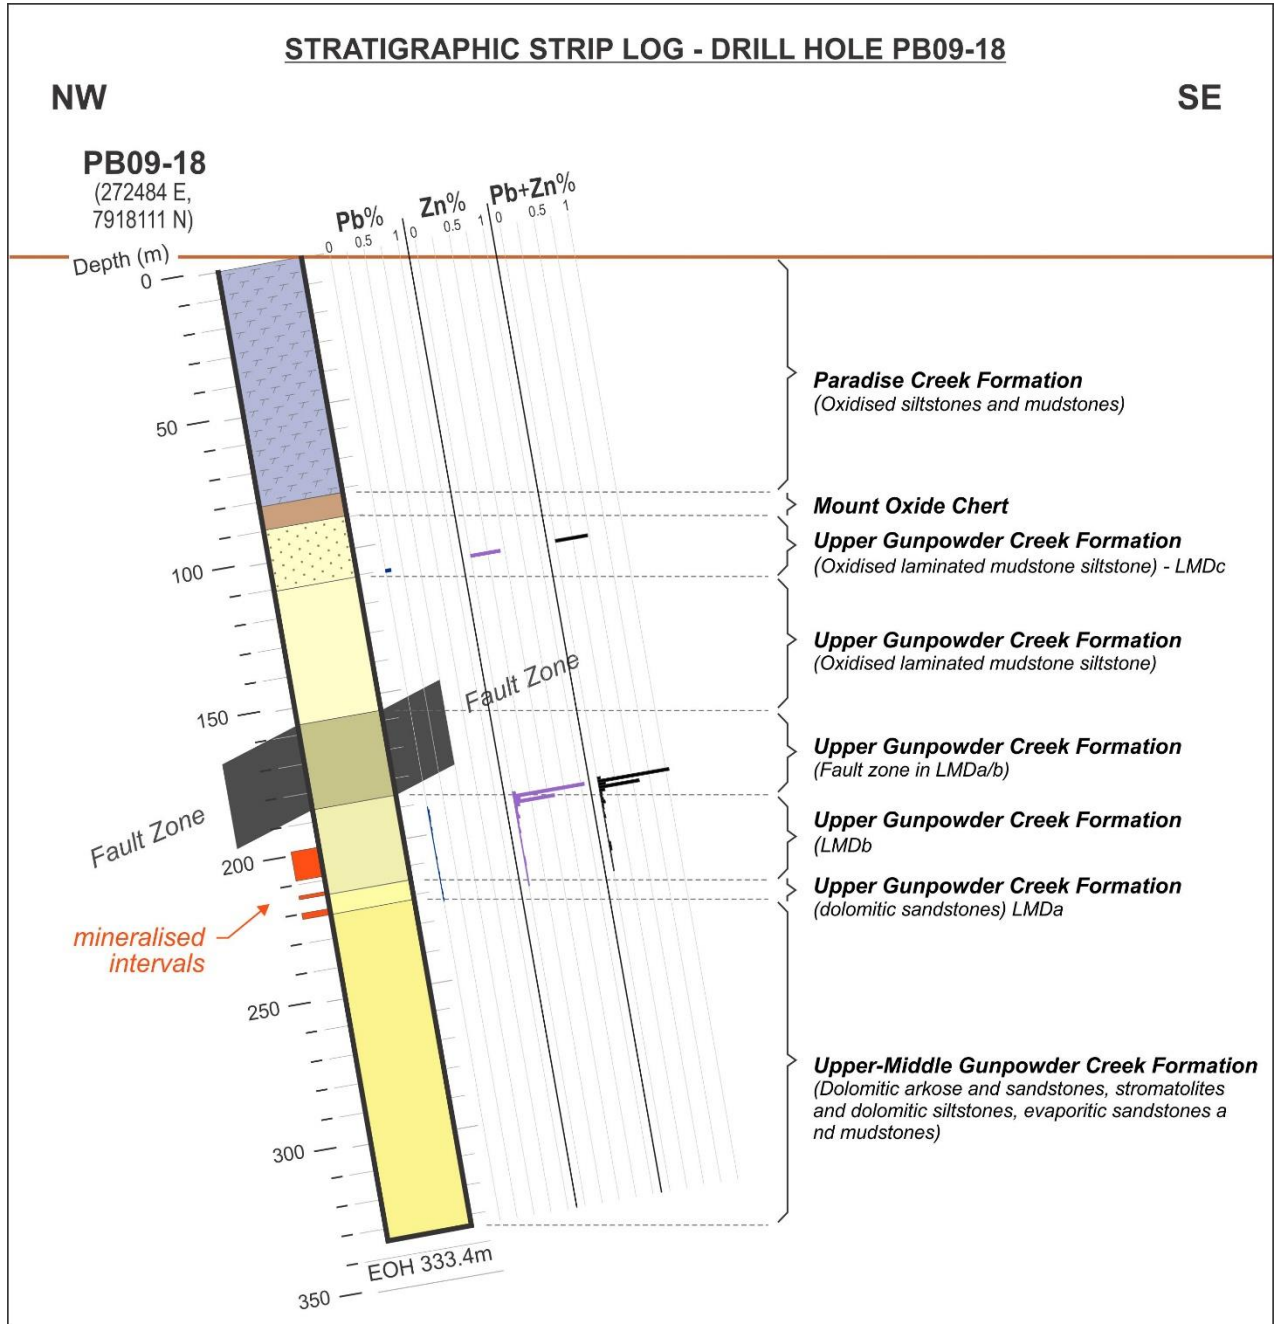 STRATIGRAPHIC STRIP LOG - DRILL HOLE PB09-18
NW
SE
PB09-18
(272484 E,
7918111 N)
Pb%
Zn%
Pb+Zn%
0 0.5 1
0 0.5 1
0 0.5 1
Depth (m)
0
50
100
150
200
250
300
350
Fault Zone
Fault Zone
mineralised
intervals
EOH 333.4m
Paradise Creek Formation
(Oxidised siltstones and mudstones)
Mount Oxide Chert
Upper Gunpowder Creek Formation
(Oxidised laminated mudstone siltstone) - LMDc
Upper Gunpowder Creek Formation
(Oxidised laminated mudstone siltstone)
Upper Gunpowder Creek Formation
(Fault zone in LMDa/b)
Upper Gunpowder Creek Formation
(LMDb
Upper Gunpowder Creek Formation
(dolomitic sandstones) LMDa
Upper-Middle Gunpowder Creek Formation
(Dolomitic arkose and sandstones, stromatolites
and dolomitic siltstones, evaporitic sandstones a
nd mudstones)